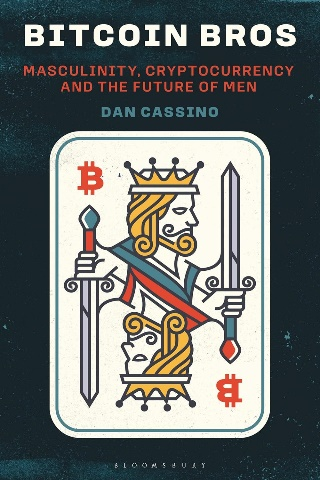 BITCOIN BROS
MASCULINITY, CRYPTOCURRENCY
AND THE FUTURE OF MEN
DAN CASSINO
₿
₿
BLOOMSBURY